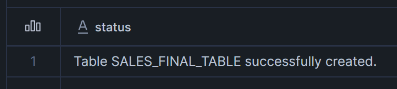 A status
1 Table SALES_FINAL_TABLE successfully created.